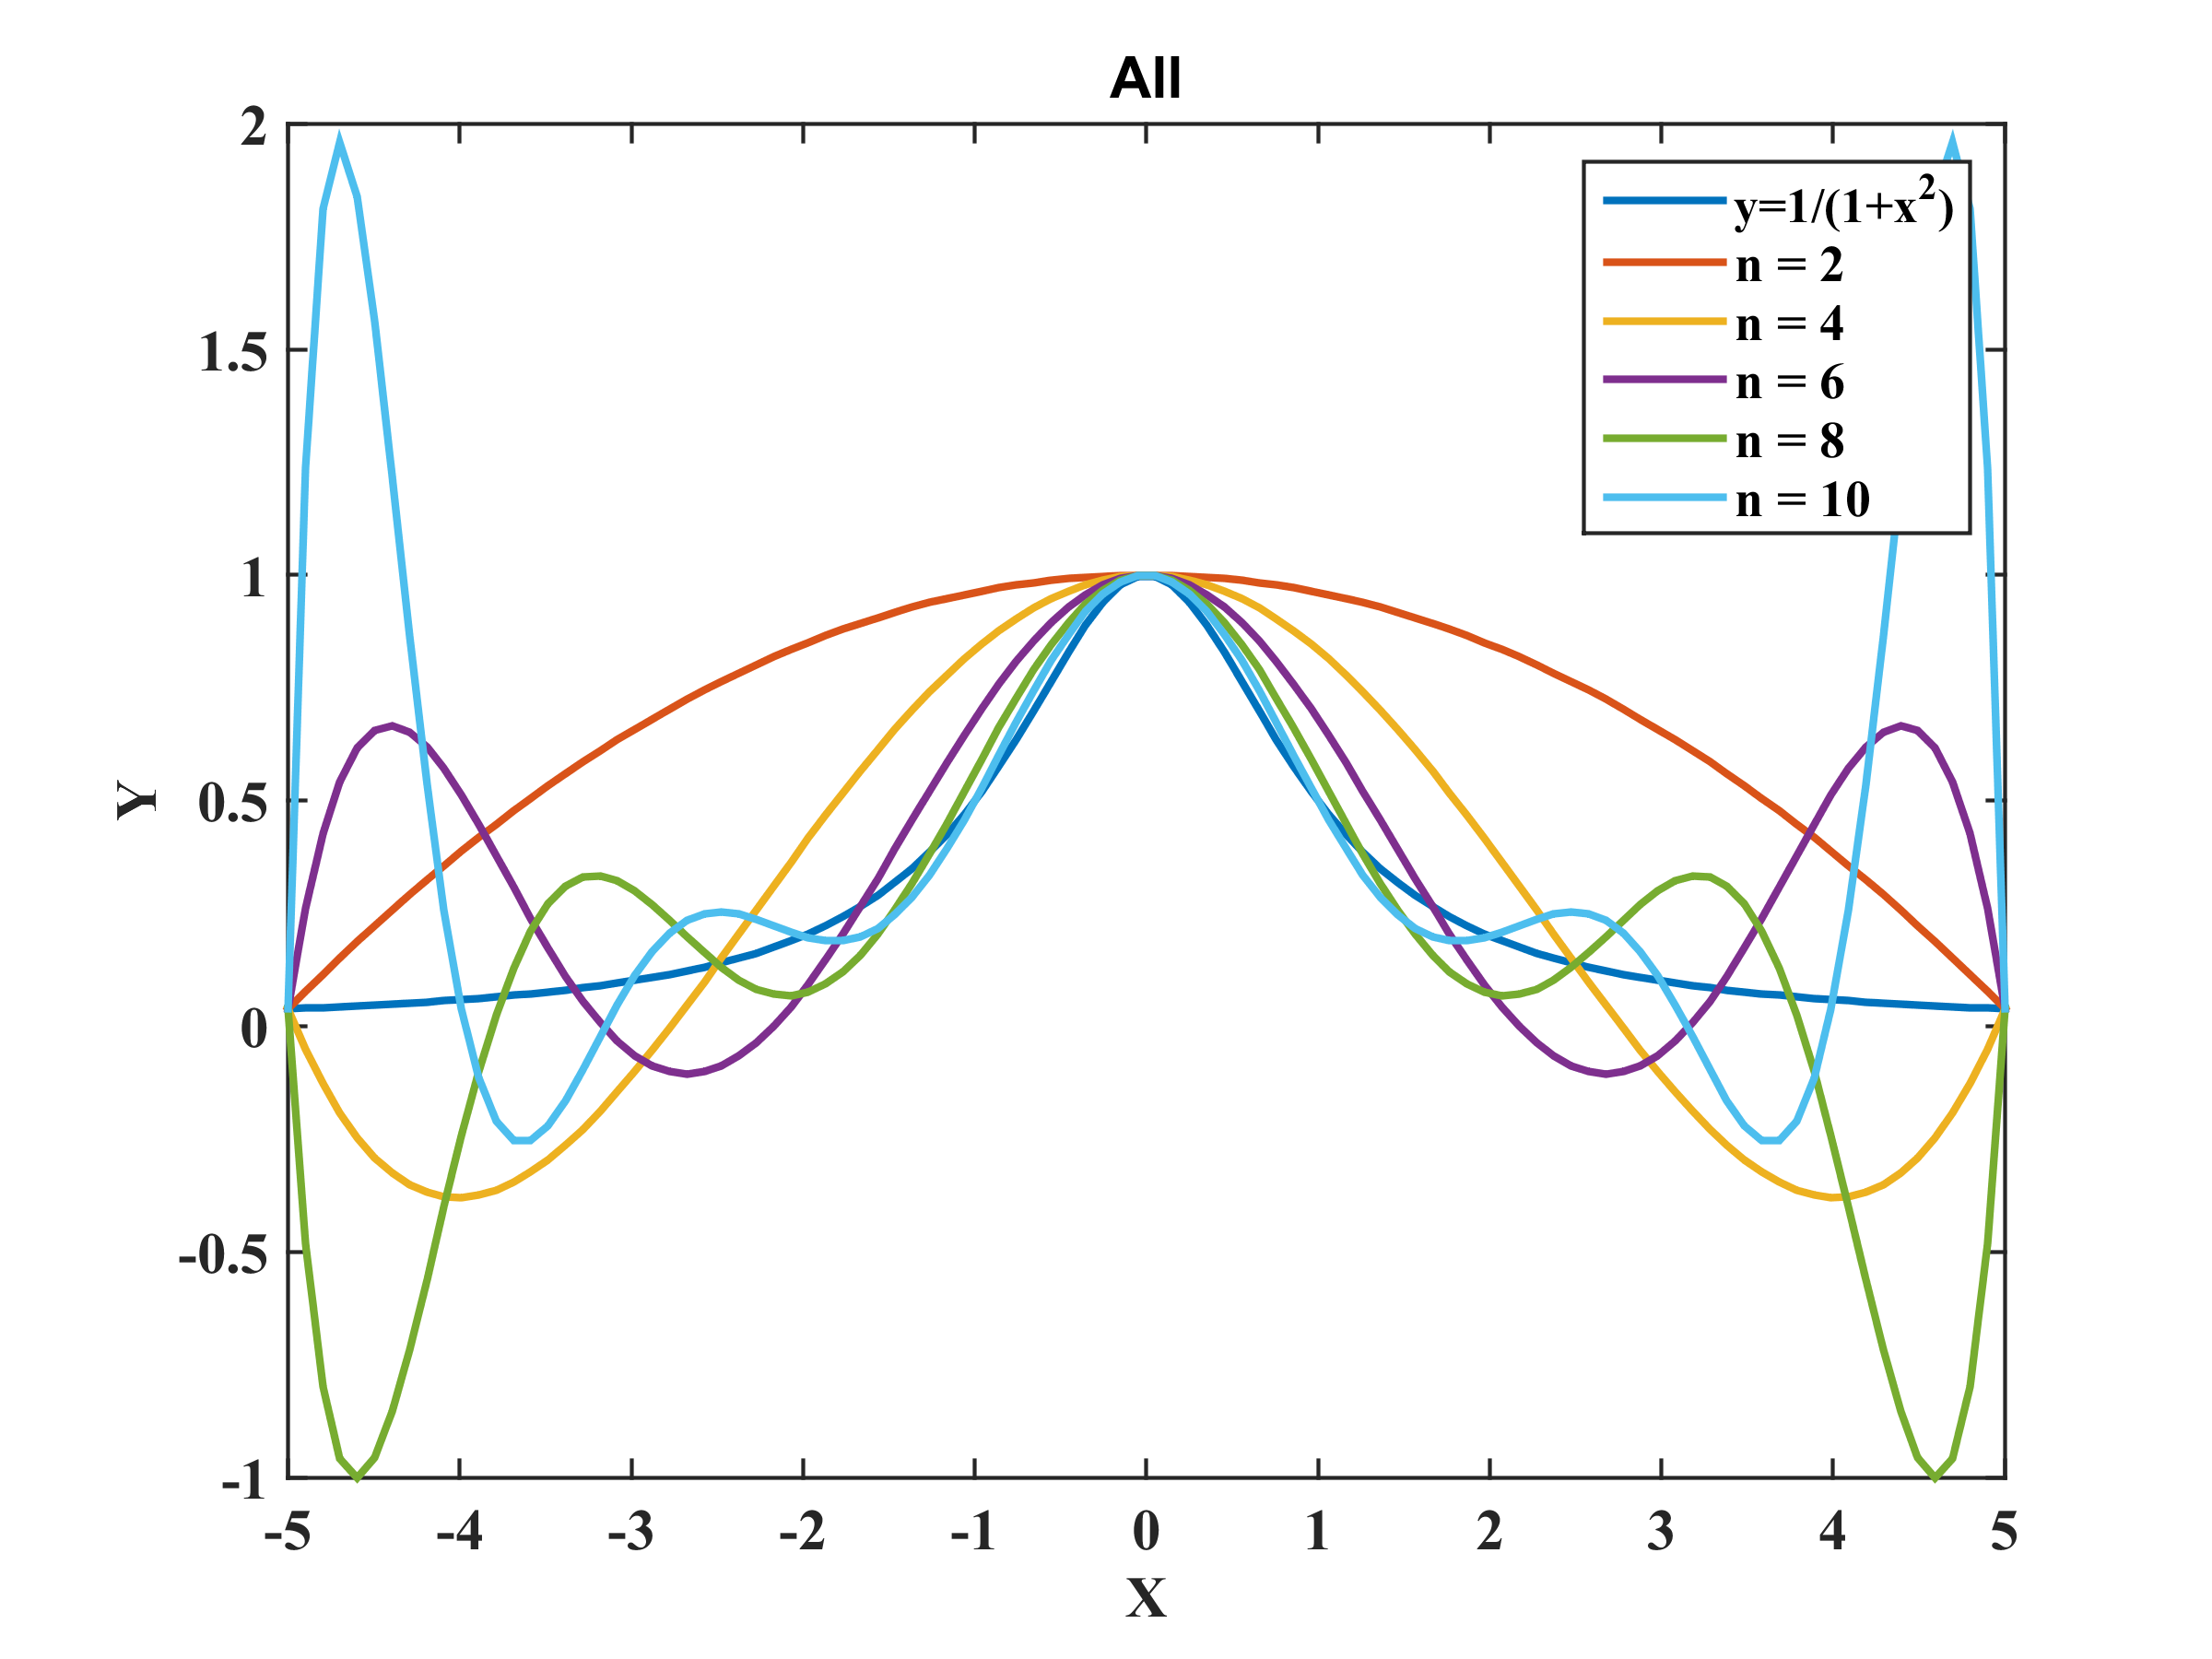 All
2
1.5
1
0.5
0
-0.5
-1
Y
y=1/(1+x²)
n = 2
n = 4
n = 6
n = 8
n = 10
-5 -4 -3 -2 -1 0 1 2 3 4 5
X